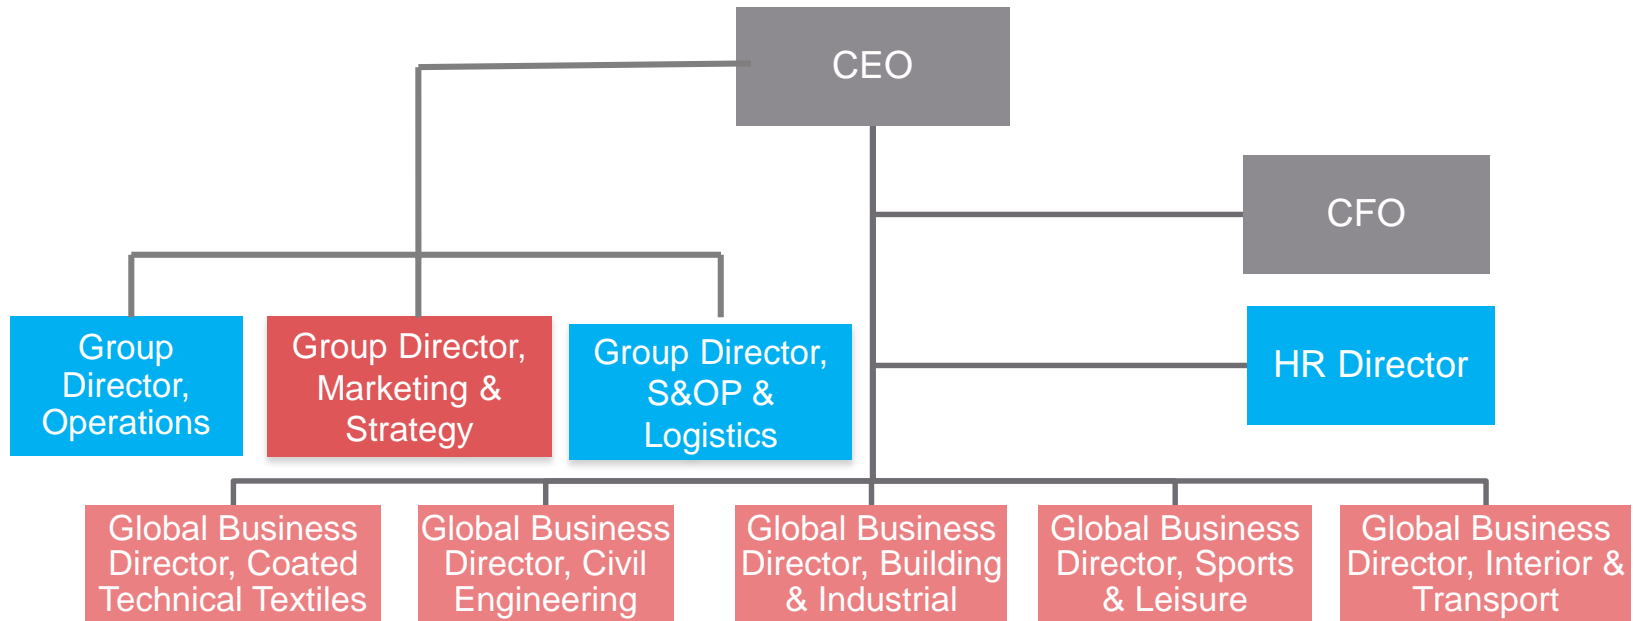 CEO
CFO
HR Director
Group
Director,
Operations
Group Director,
Marketing &
Strategy
Group Director,
S&OP &
Logistics
Global Business
Director, Coated
Technical Textiles
Global Business
Director, Civil
Engineering
Global Business
Director, Building
& Industrial
Global Business
Director, Sports
& Leisure
Global Business
Director, Interior &
Transport